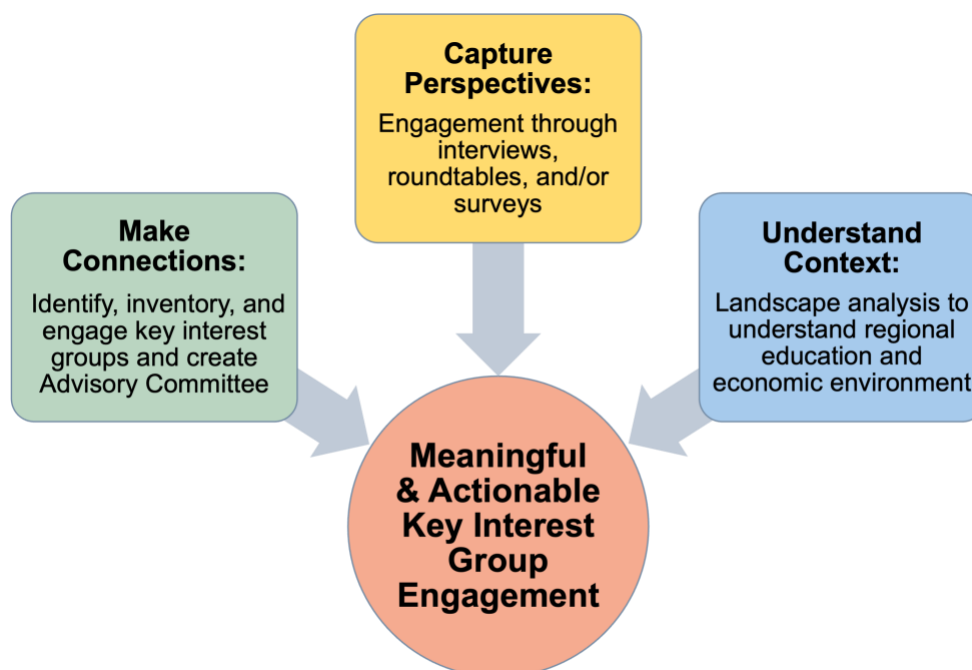 Capture
Perspectives:
Engagement through
interviews,
roundtables, and/or
surveys
Make
Connections:
Identify, inventory, and
engage key interest
groups and create
Advisory Committee
Understand
Context:
Landscape analysis to
understand regional
education and
economic environment
Meaningful
& Actionable
Key Interest
Group
Engagement